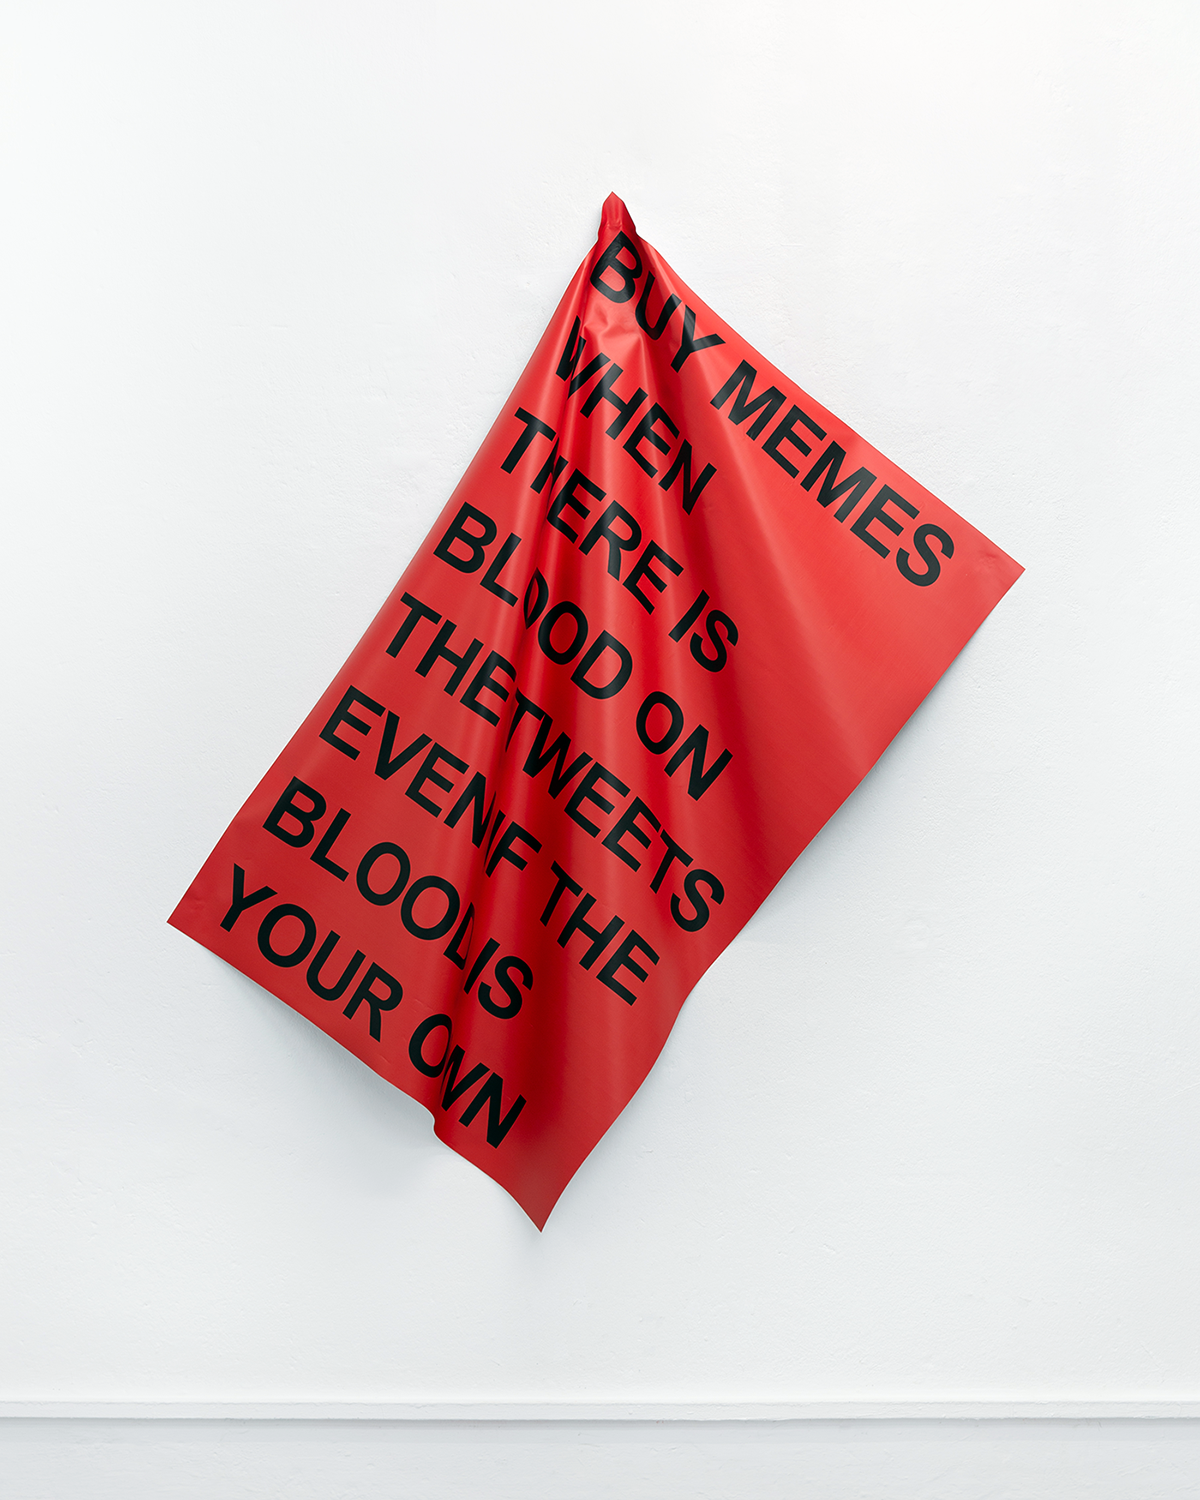 BUY MEMES
WHEN
THERE IS
BLOOD ON
THE TWEETS
EVEN IF THE
BLOOD IS
YOUR OWN